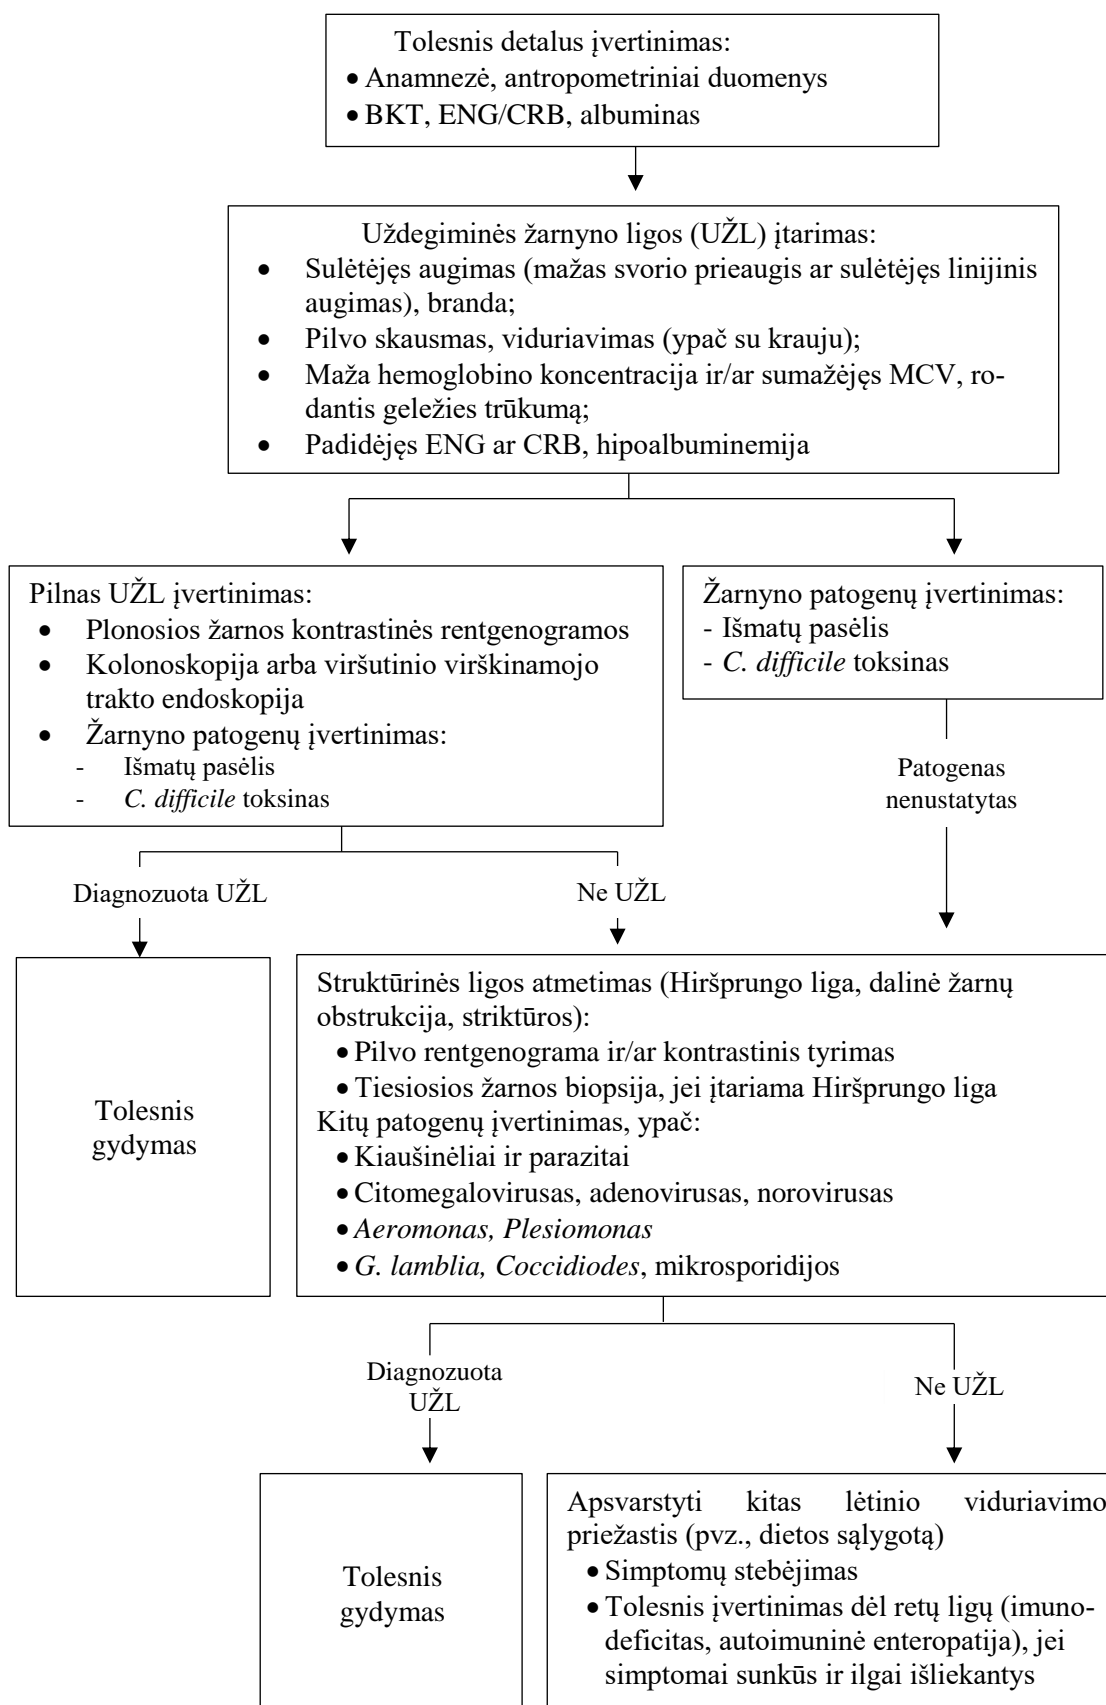 Tolesnis detalus įvertinimas:
• Anamnezė, antropometriniai duomenys
• BKT, ENG/CRB, albuminas
Uždegiminės žarnyno ligos (UŽL) įtarimas:
• Sulėtėjęs augimas (mažas svorio prieaugis ar sulėtėjęs linijinis
augimas), branda;
• Pilvo skausmas, viduriavimas (ypač su krauju);
• Maža hemoglobino koncentracija ir/ar sumažėjęs MCV, ro-
dantis geležies trūkumą;
• Padidėjęs ENG ar CRB, hipoalbuminemija
Pilnas UŽL įvertinimas:
• Plonosios žarnos kontrastinės rentgenogramos
• Kolonoskopija arba viršutinio virškinamojo
trakto endoskopija
• Žarnyno patogenų įvertinimas:
- Išmatų pasėlis
- C. difficile toksinas
Žarnyno patogenų įvertinimas:
- Išmatų pasėlis
- C. difficile toksinas
Patogenas
nenustatytas
Diagnozuota UŽL
Ne UŽL
Tolesnis
gydymas
Struktūrinės ligos atmetimas (Hiršprungo liga, dalinė žarnų
obstrukcija, striktūros):
• Pilvo rentgenograma ir/ar kontrastinis tyrimas
• Tiesiosios žarnos biopsija, jei įtariama Hiršprungo liga
Kitų patogenų įvertinimas, ypač:
• Kiaušinėliai ir parazitai
• Citomegalovirusas, adenovirusas, norovirusas
• Aeromonas, Plesiomonas
• G. lamblia, Coccidiodes, mikrosporidijos
Diagnozuota
UŽL
Ne UŽL
Tolesnis
gydymas
Apsvarstyti kitas lėtinio viduriavimo
priežastis (pvz., dietos sąlygotą)
• Simptomų stebėjimas
• Tolesnis įvertinimas dėl retų ligų (imuno-
deficitas, autoimuninė enteropatija), jei
simptomai sunkūs ir ilgai išliekantys